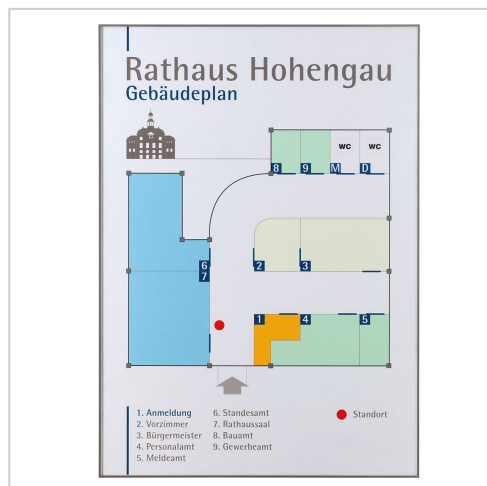 Rathaus Hohengau
Gebäudeplan
WC WC
8 9 M D
6 2 3
7
1 4 5
1. Anmeldung
2. Vorzimmer
3. Bürgermeister
4. Personalamt
5. Meldeamt
6. Standesamt
7. Rathaussaal
8. Bauamt
9. Gewerbeamt
Standort